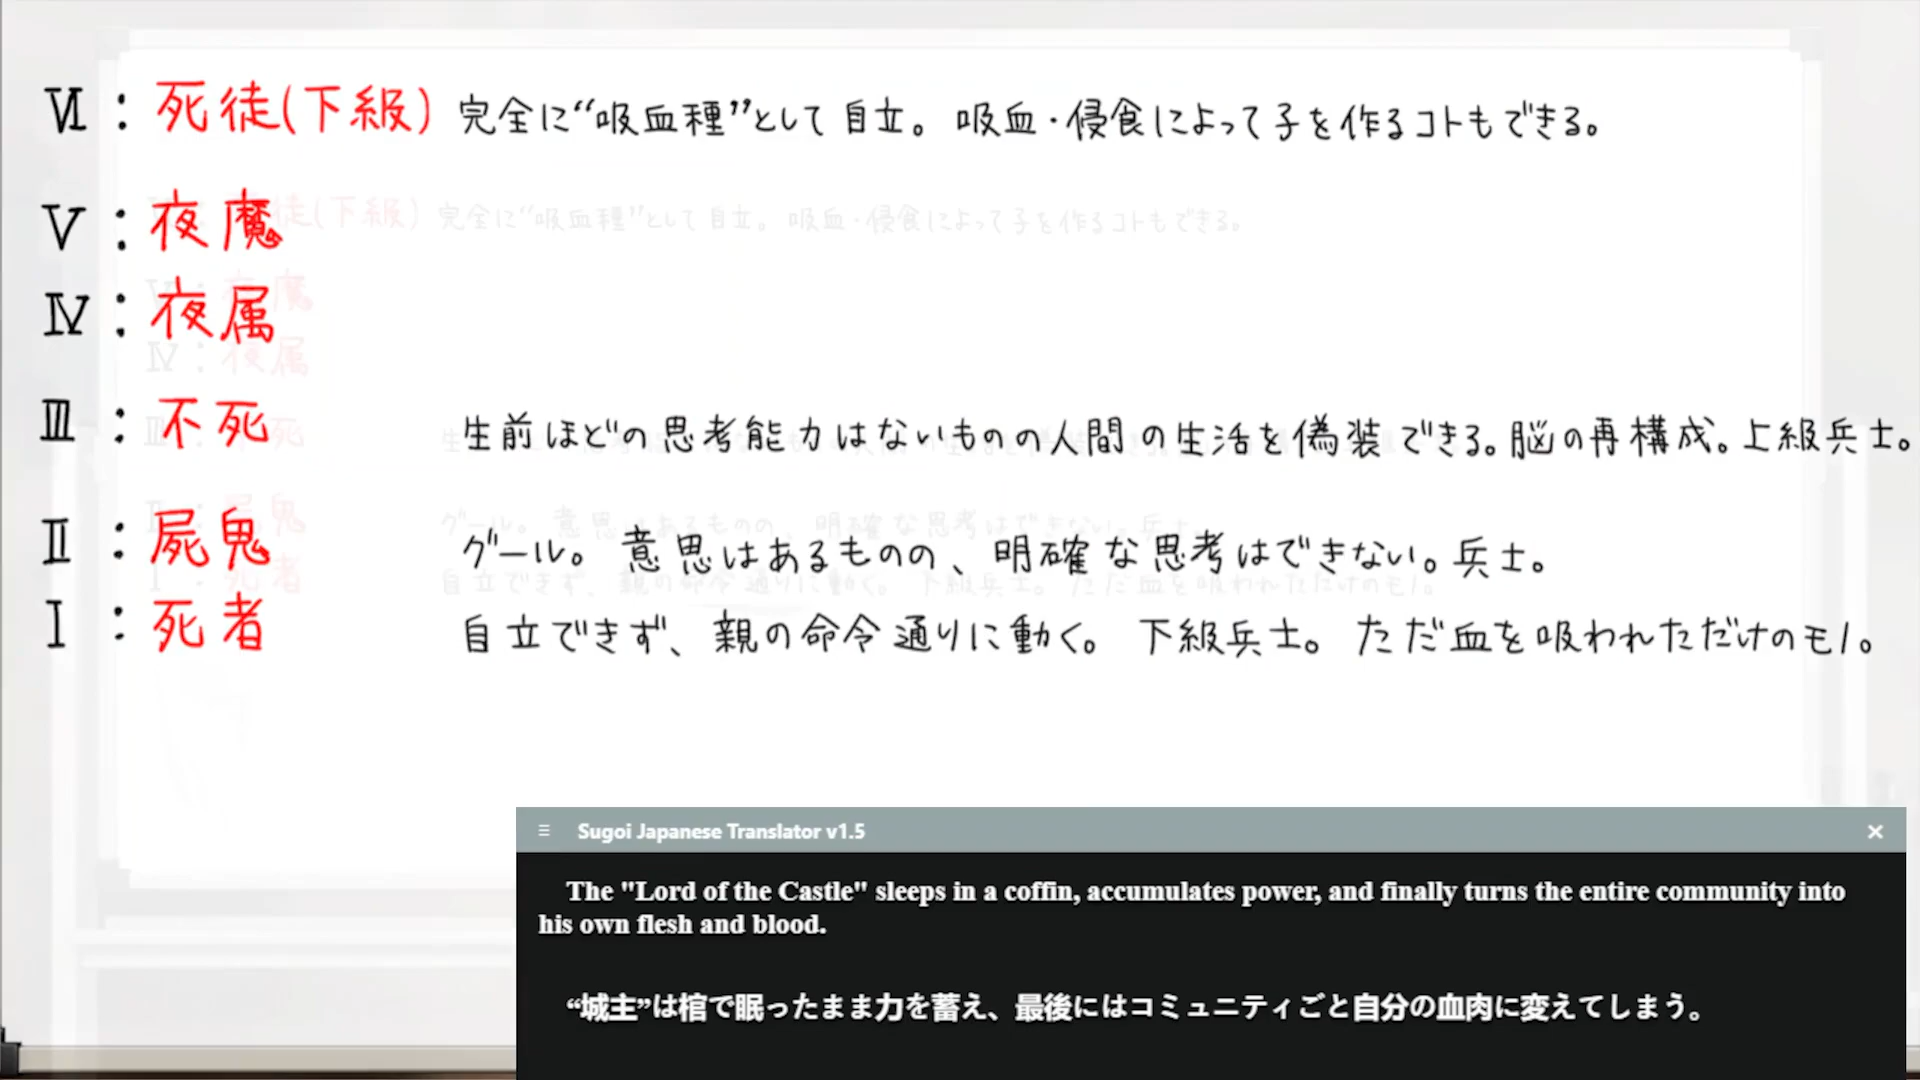 Ⅵ：死徒(下級) 完全に“吸血種”として自立。吸血・侵食によって子を作るコトもできる。
Ⅴ：夜魔
Ⅳ：夜属
Ⅲ：不死 生前ほどの思考能力はないものの人間の生活を偽装できる。脳の再構成。上級兵士。
Ⅱ：屍鬼 グール。意思はあるものの、明確な思考はできない。兵士。
Ⅰ：死者 自立できず、親の命令通りに動く。下級兵士。ただ血を吸われただけのモノ。
Sugoi Japanese Translator v1.5
The "Lord of the Castle" sleeps in a coffin, accumulates power, and finally turns the entire community into
his own flesh and blood.
“城主”は棺で眠ったまま力を蓄え、最後にはコミュニティごと自分の血肉に変えてしまう。